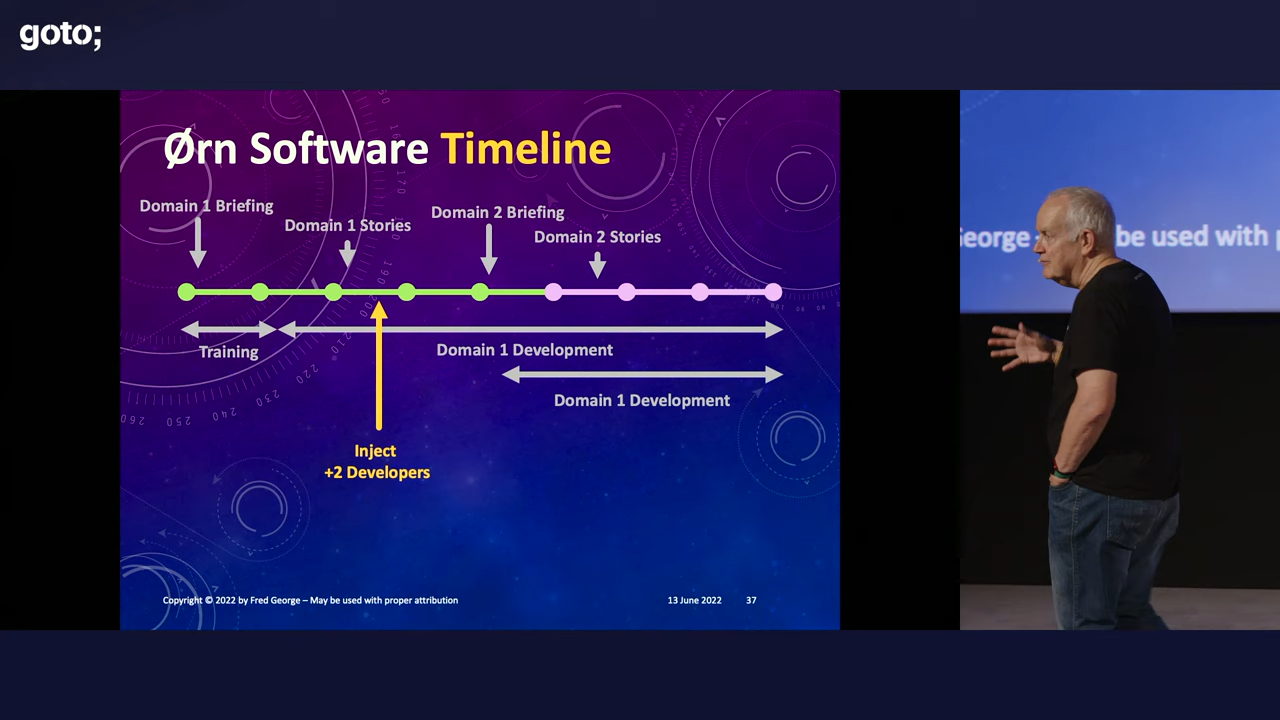 goto;
Ørn Software Timeline
Domain 1 Briefing
Domain 1 Stories
Domain 2 Briefing
Domain 2 Stories
Training
Domain 1 Development
Domain 1 Development
Inject
+2 Developers
Copyright © 2022 by Fred George – May be used with proper attribution
13 June 2022
37
George
be used with p